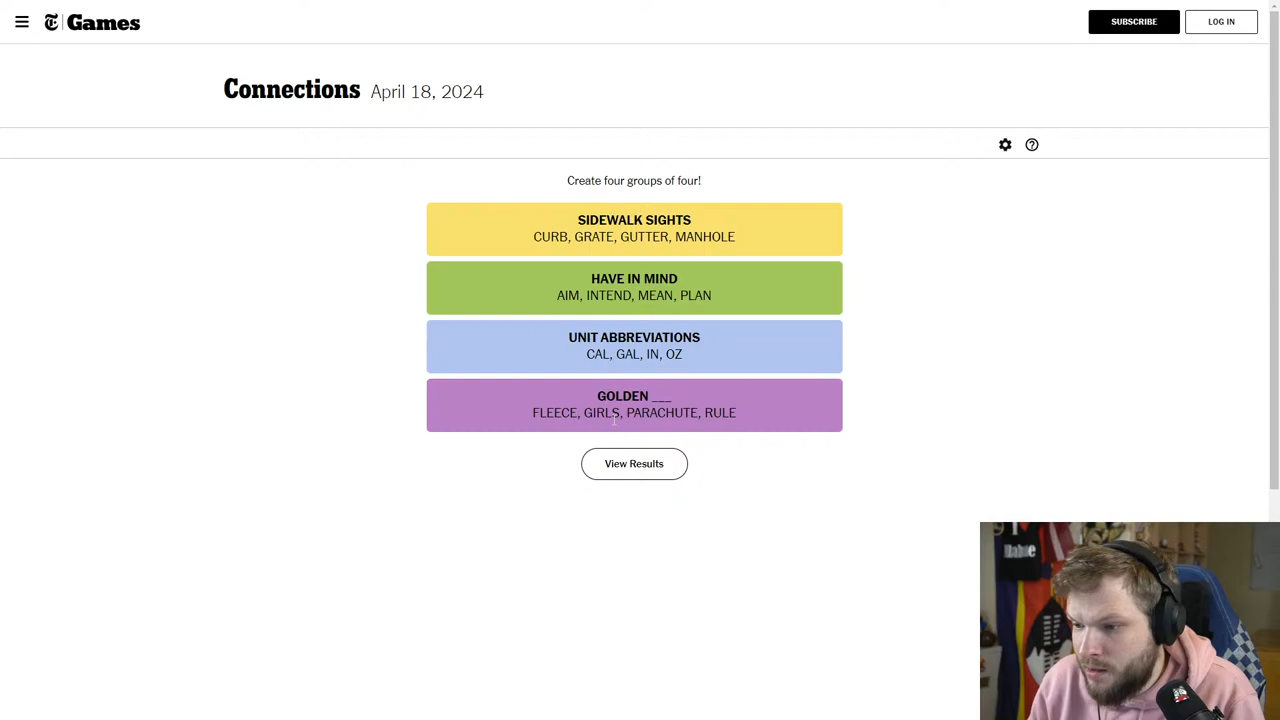 Games
SUBSCRIBE
LOG IN
Connections April 18, 2024
Create four groups of four!
SIDEWALK SIGHTS
CURB, GRATE, GUTTER, MANHOLE
HAVE IN MIND
AIM, INTEND, MEAN, PLAN
UNIT ABBREVIATIONS
CAL, GAL, IN, OZ
GOLDEN ___
FLEECE, GIRLS, PARACHUTE, RULE
View Results